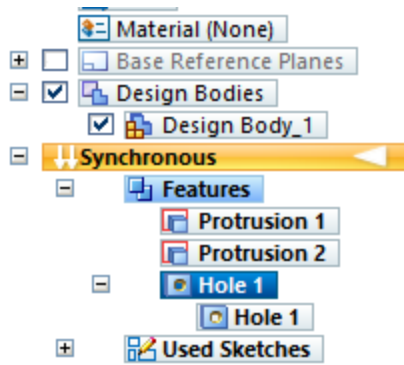 Material (None)
Base Reference Planes
Design Bodies
Design Body_1
Synchronous
Features
Protrusion 1
Protrusion 2
Hole 1
Hole 1
Used Sketches